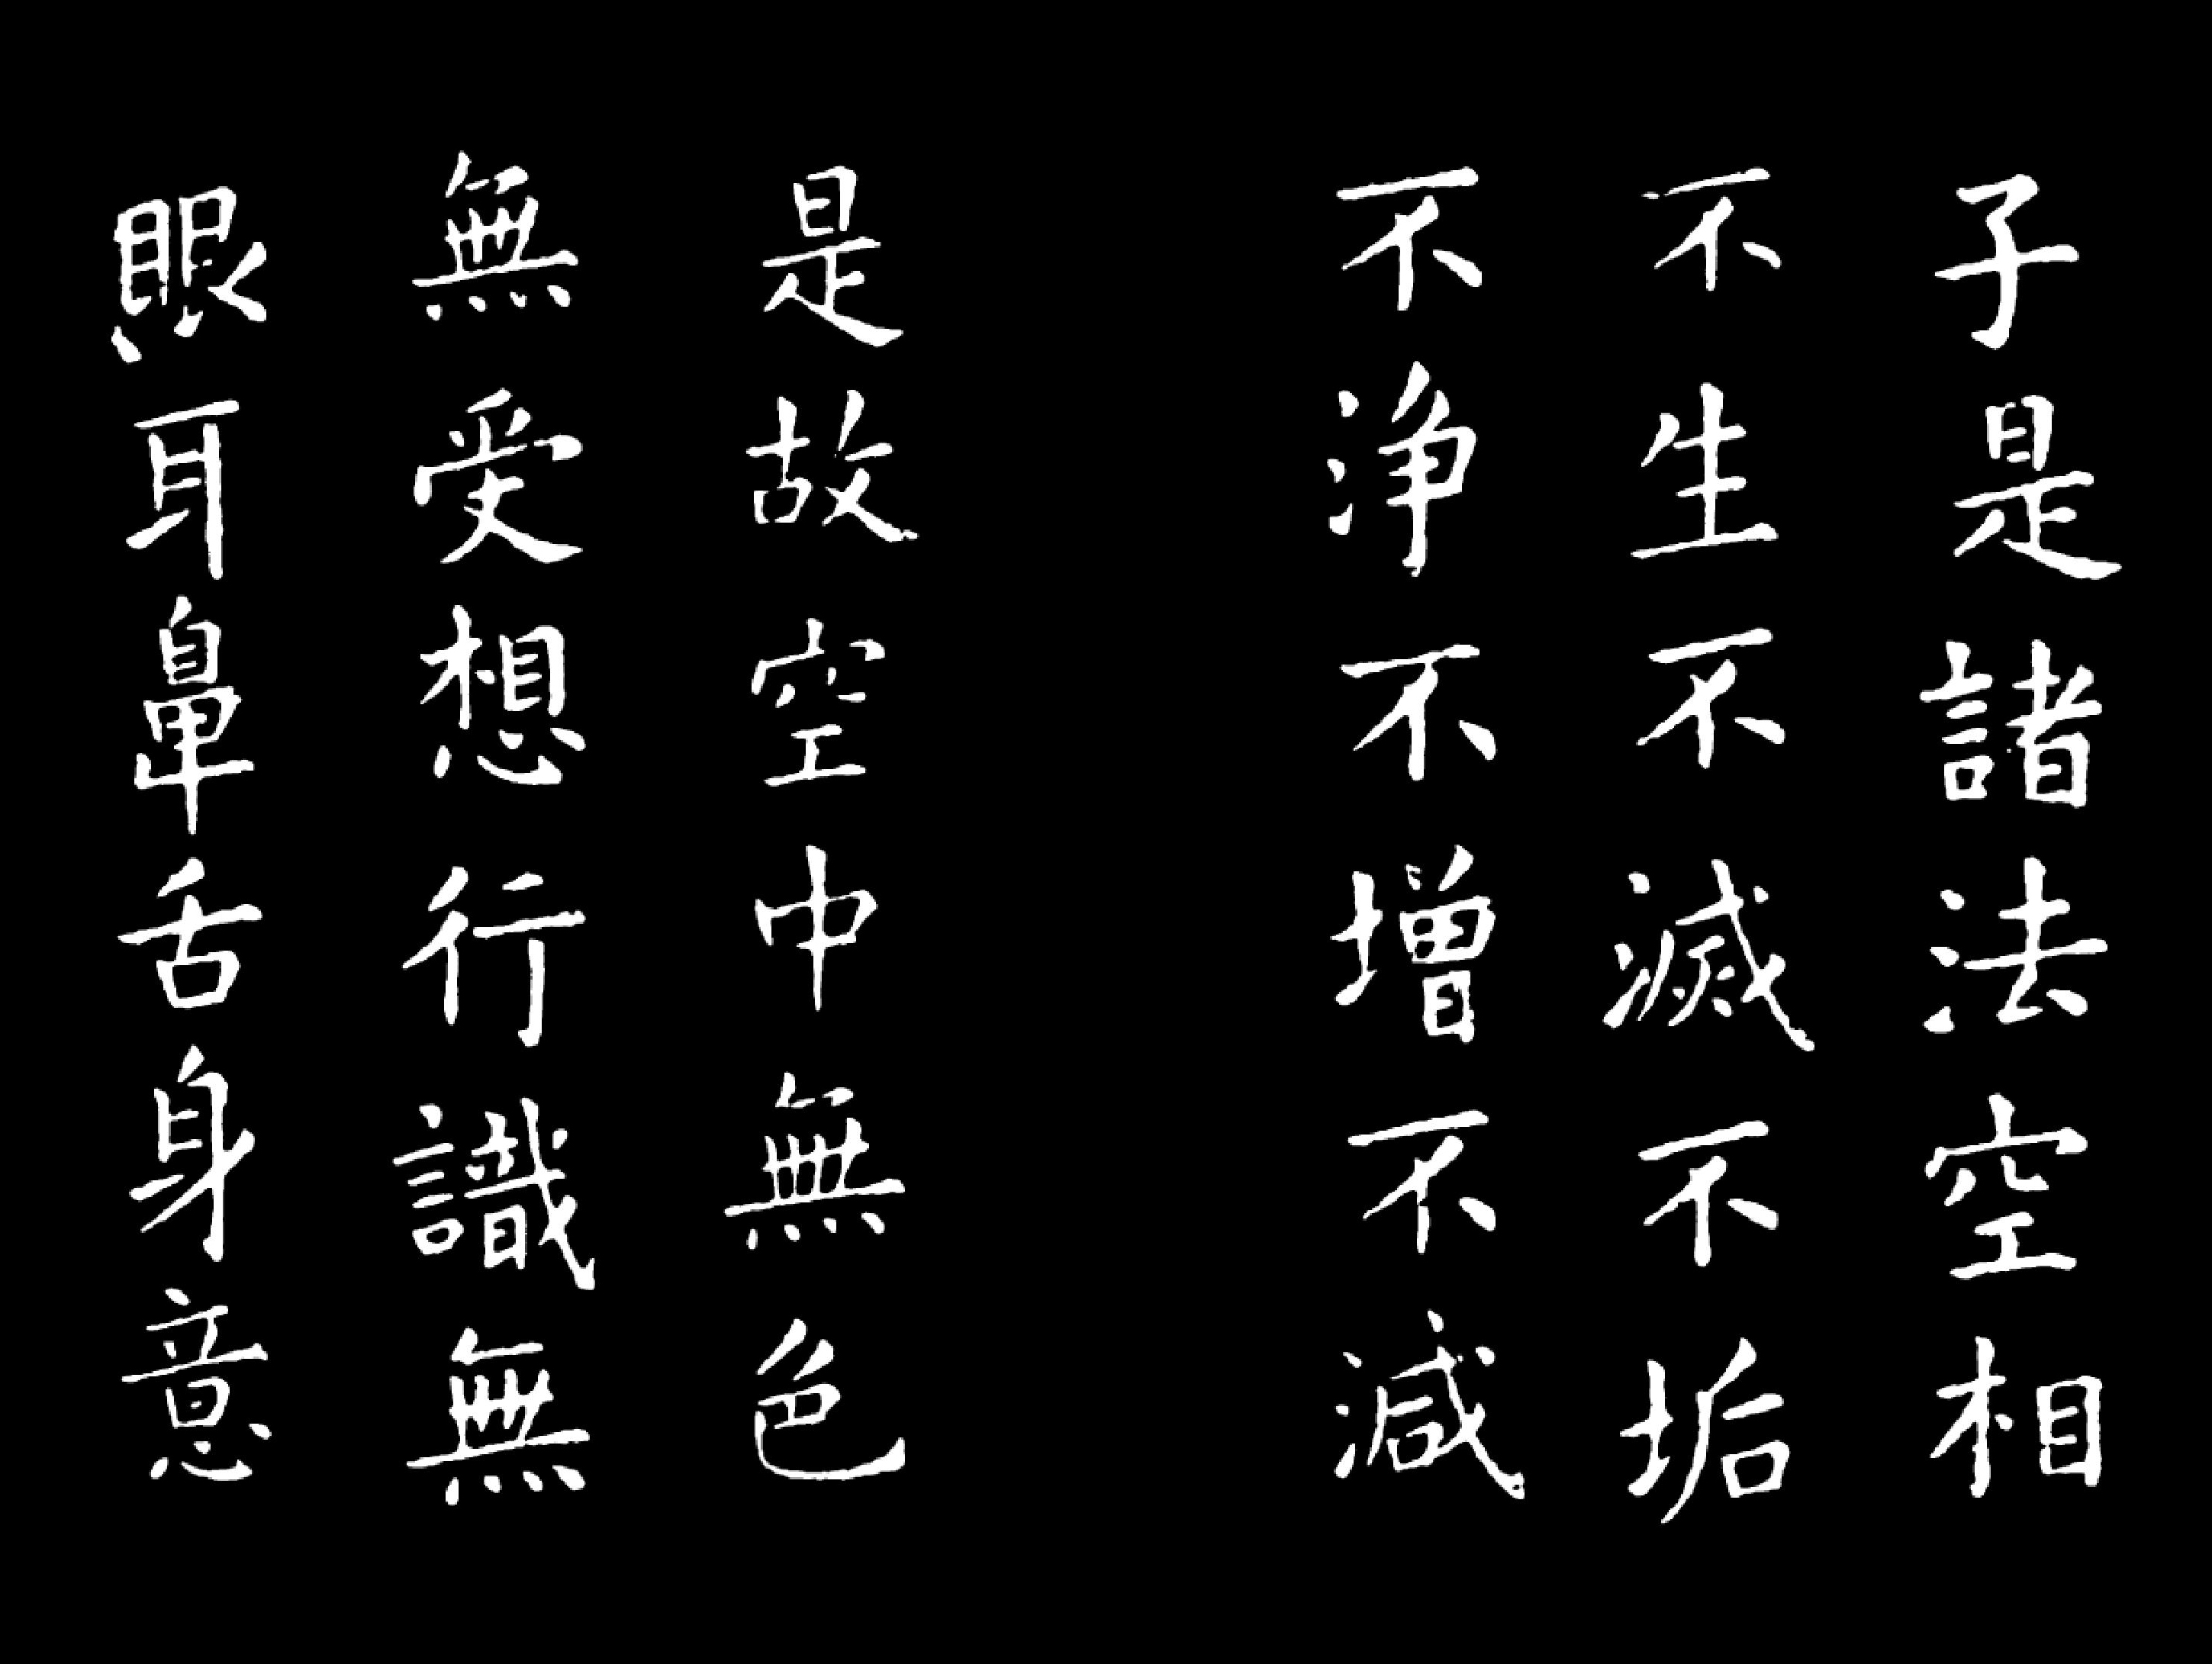 子是諸法空相
不生不滅不垢
不淨不增不減
是故空中無色
無受想行識無
眼耳鼻舌身意